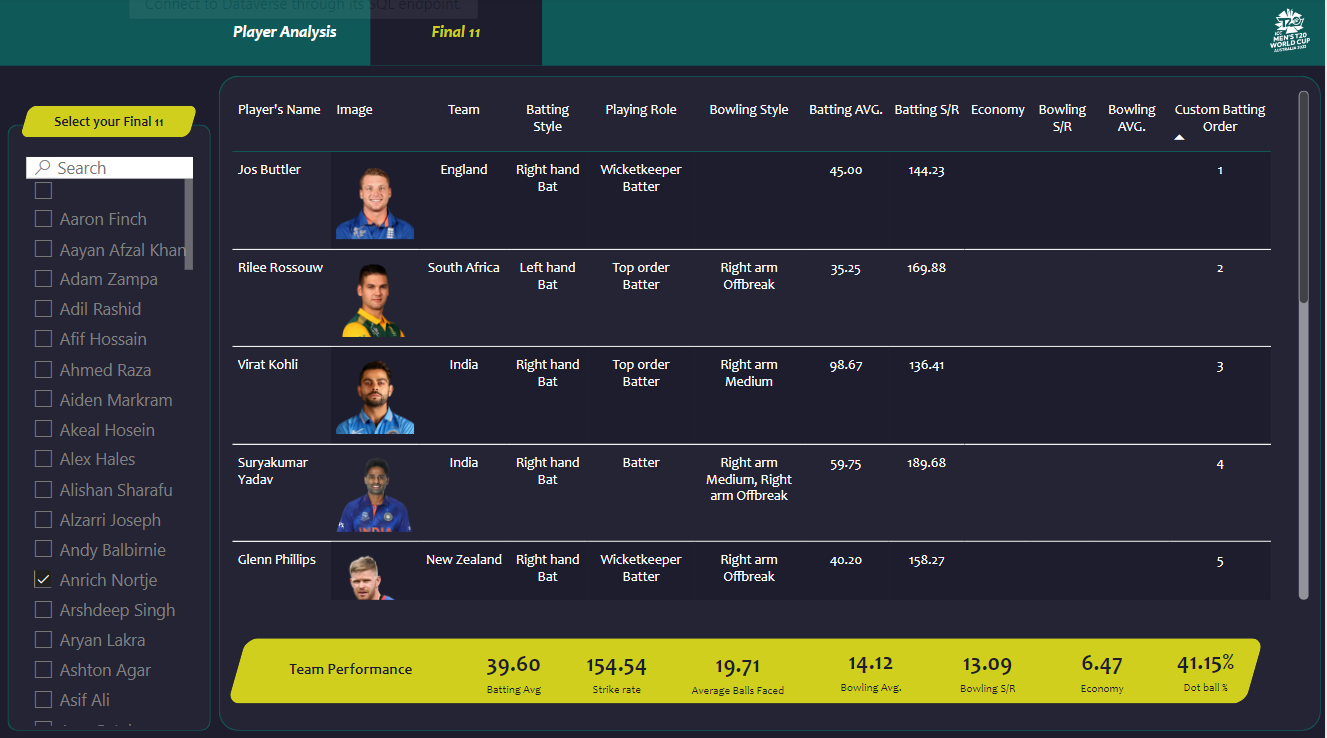 Connect to Dataverse through its SQL endpoint.
Player Analysis
Final 11
ICC
MEN'S T20
WORLD CUP
AUSTRALIA 2022
Select your Final 11
Search
Aaron Finch
Aayan Afzal Khan
Adam Zampa
Adil Rashid
Afif Hossain
Ahmed Raza
Aiden Markram
Akeal Hosein
Alex Hales
Alishan Sharafu
Alzarri Joseph
Andy Balbirnie
Anrich Nortje
Arshdeep Singh
Aryan Lakra
Ashton Agar
Asif Ali
Player's Name Image Team Batting Style Playing Role Bowling Style Batting AVG. Batting S/R Economy Bowling S/R Bowling AVG. Custom Batting Order
Jos Buttler England Right hand Bat Wicketkeeper Batter 45.00 144.23 1
Rilee Rossouw South Africa Left hand Bat Top order Batter Right arm Offbreak 35.25 169.88 2
Virat Kohli India Right hand Bat Top order Batter Right arm Medium 98.67 136.41 3
Suryakumar Yadav India Right hand Bat Batter Right arm Medium, Right arm Offbreak 59.75 189.68 4
INDIA
Glenn Phillips New Zealand Right hand Bat Wicketkeeper Batter Right arm Offbreak 40.20 158.27 5
Team Performance
39.60
Batting Avg
154.54
Strike rate
19.71
Average Balls Faced
14.12
Bowling Avg.
13.09
Bowling S/R
6.47
Economy
41.15%
Dot ball %